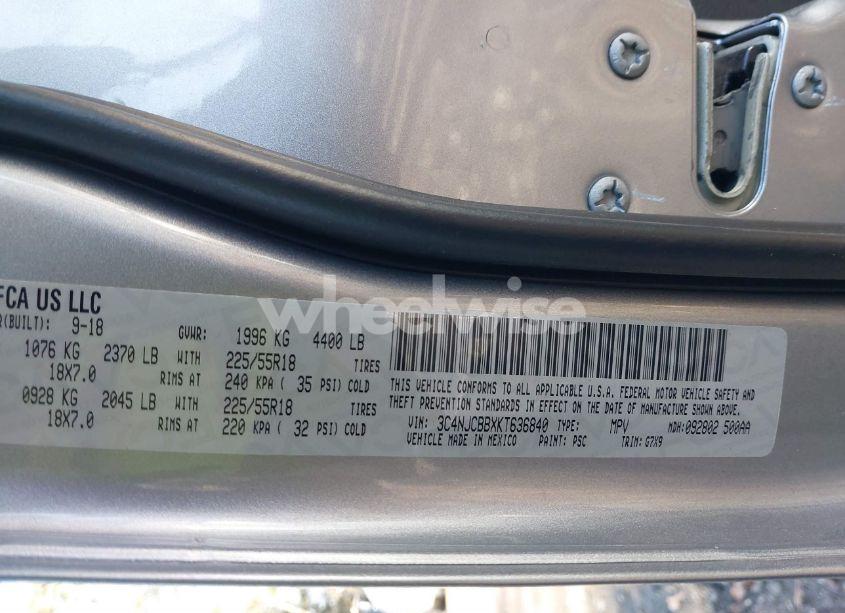 FCA US LLC
(BUILT): 9-18 GVWR: 1996 KG 4400 LB
1076 KG 2370 LB WITH 225/55R18 TIRES
18X7.0 RIMS AT 240 KPA ( 35 PSI) COLD
0928 KG 2045 LB WITH 225/55R18 TIRES
18X7.0 RIMS AT 220 KPA ( 32 PSI) COLD
THIS VEHICLE CONFORMS TO ALL APPLICABLE U.S.A. FEDERAL MOTOR VEHICLE SAFETY AND
THEFT PREVENTION STANDARDS IN EFFECT ON THE DATE OF MANUFACTURE SHOWN ABOVE.
VIN: 3C4NJCBBXKT636840 TYPE: MPV MDH:092802 500AA
VEHICLE MADE IN MEXICO PAINT: PSC TRIM: G7X9
wheelwise